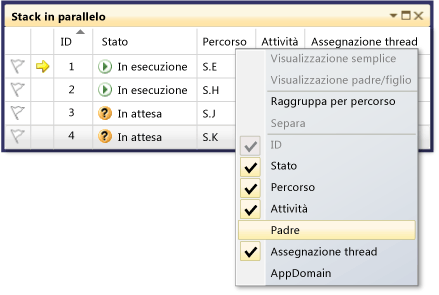 Stack in parallelo
ID Stato Percorso Attività Assegnazione thread
1 In esecuzione S.E
2 In esecuzione S.H
3 In attesa S.J
4 In attesa S.K
Visualizzazione semplice
Visualizzazione padre/figlio
Raggruppa per percorso
Separa
ID
Stato
Percorso
Attività
Padre
Assegnazione thread
AppDomain